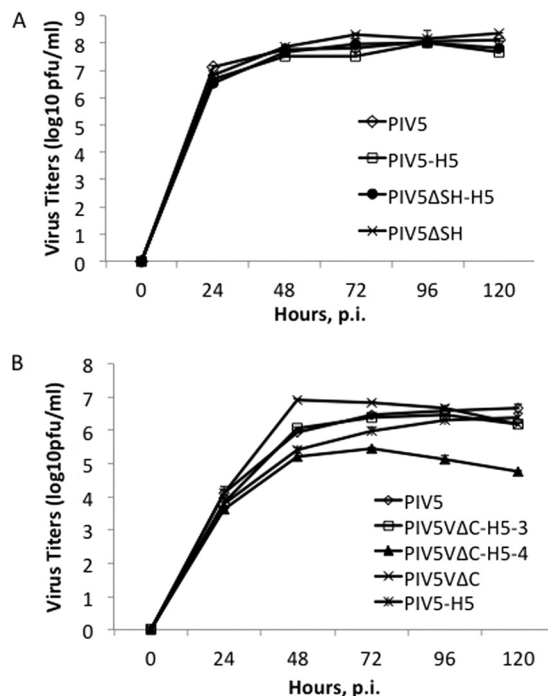 A
Virus Titers (log10 pfu/ml)
9
8
7
6
5
4
3
2
1
0
PIV5
PIV5-H5
PIV5ΔSH-H5
PIV5ΔSH
0 24 48 72 96 120
Hours, p.i.
B
Virus Titers (log10pfu/ml)
8
7
6
5
4
3
2
1
0
PIV5
PIV5VΔC-H5-3
PIV5VΔC-H5-4
PIV5VΔC
PIV5-H5
0 24 48 72 96 120
Hours, p.i.